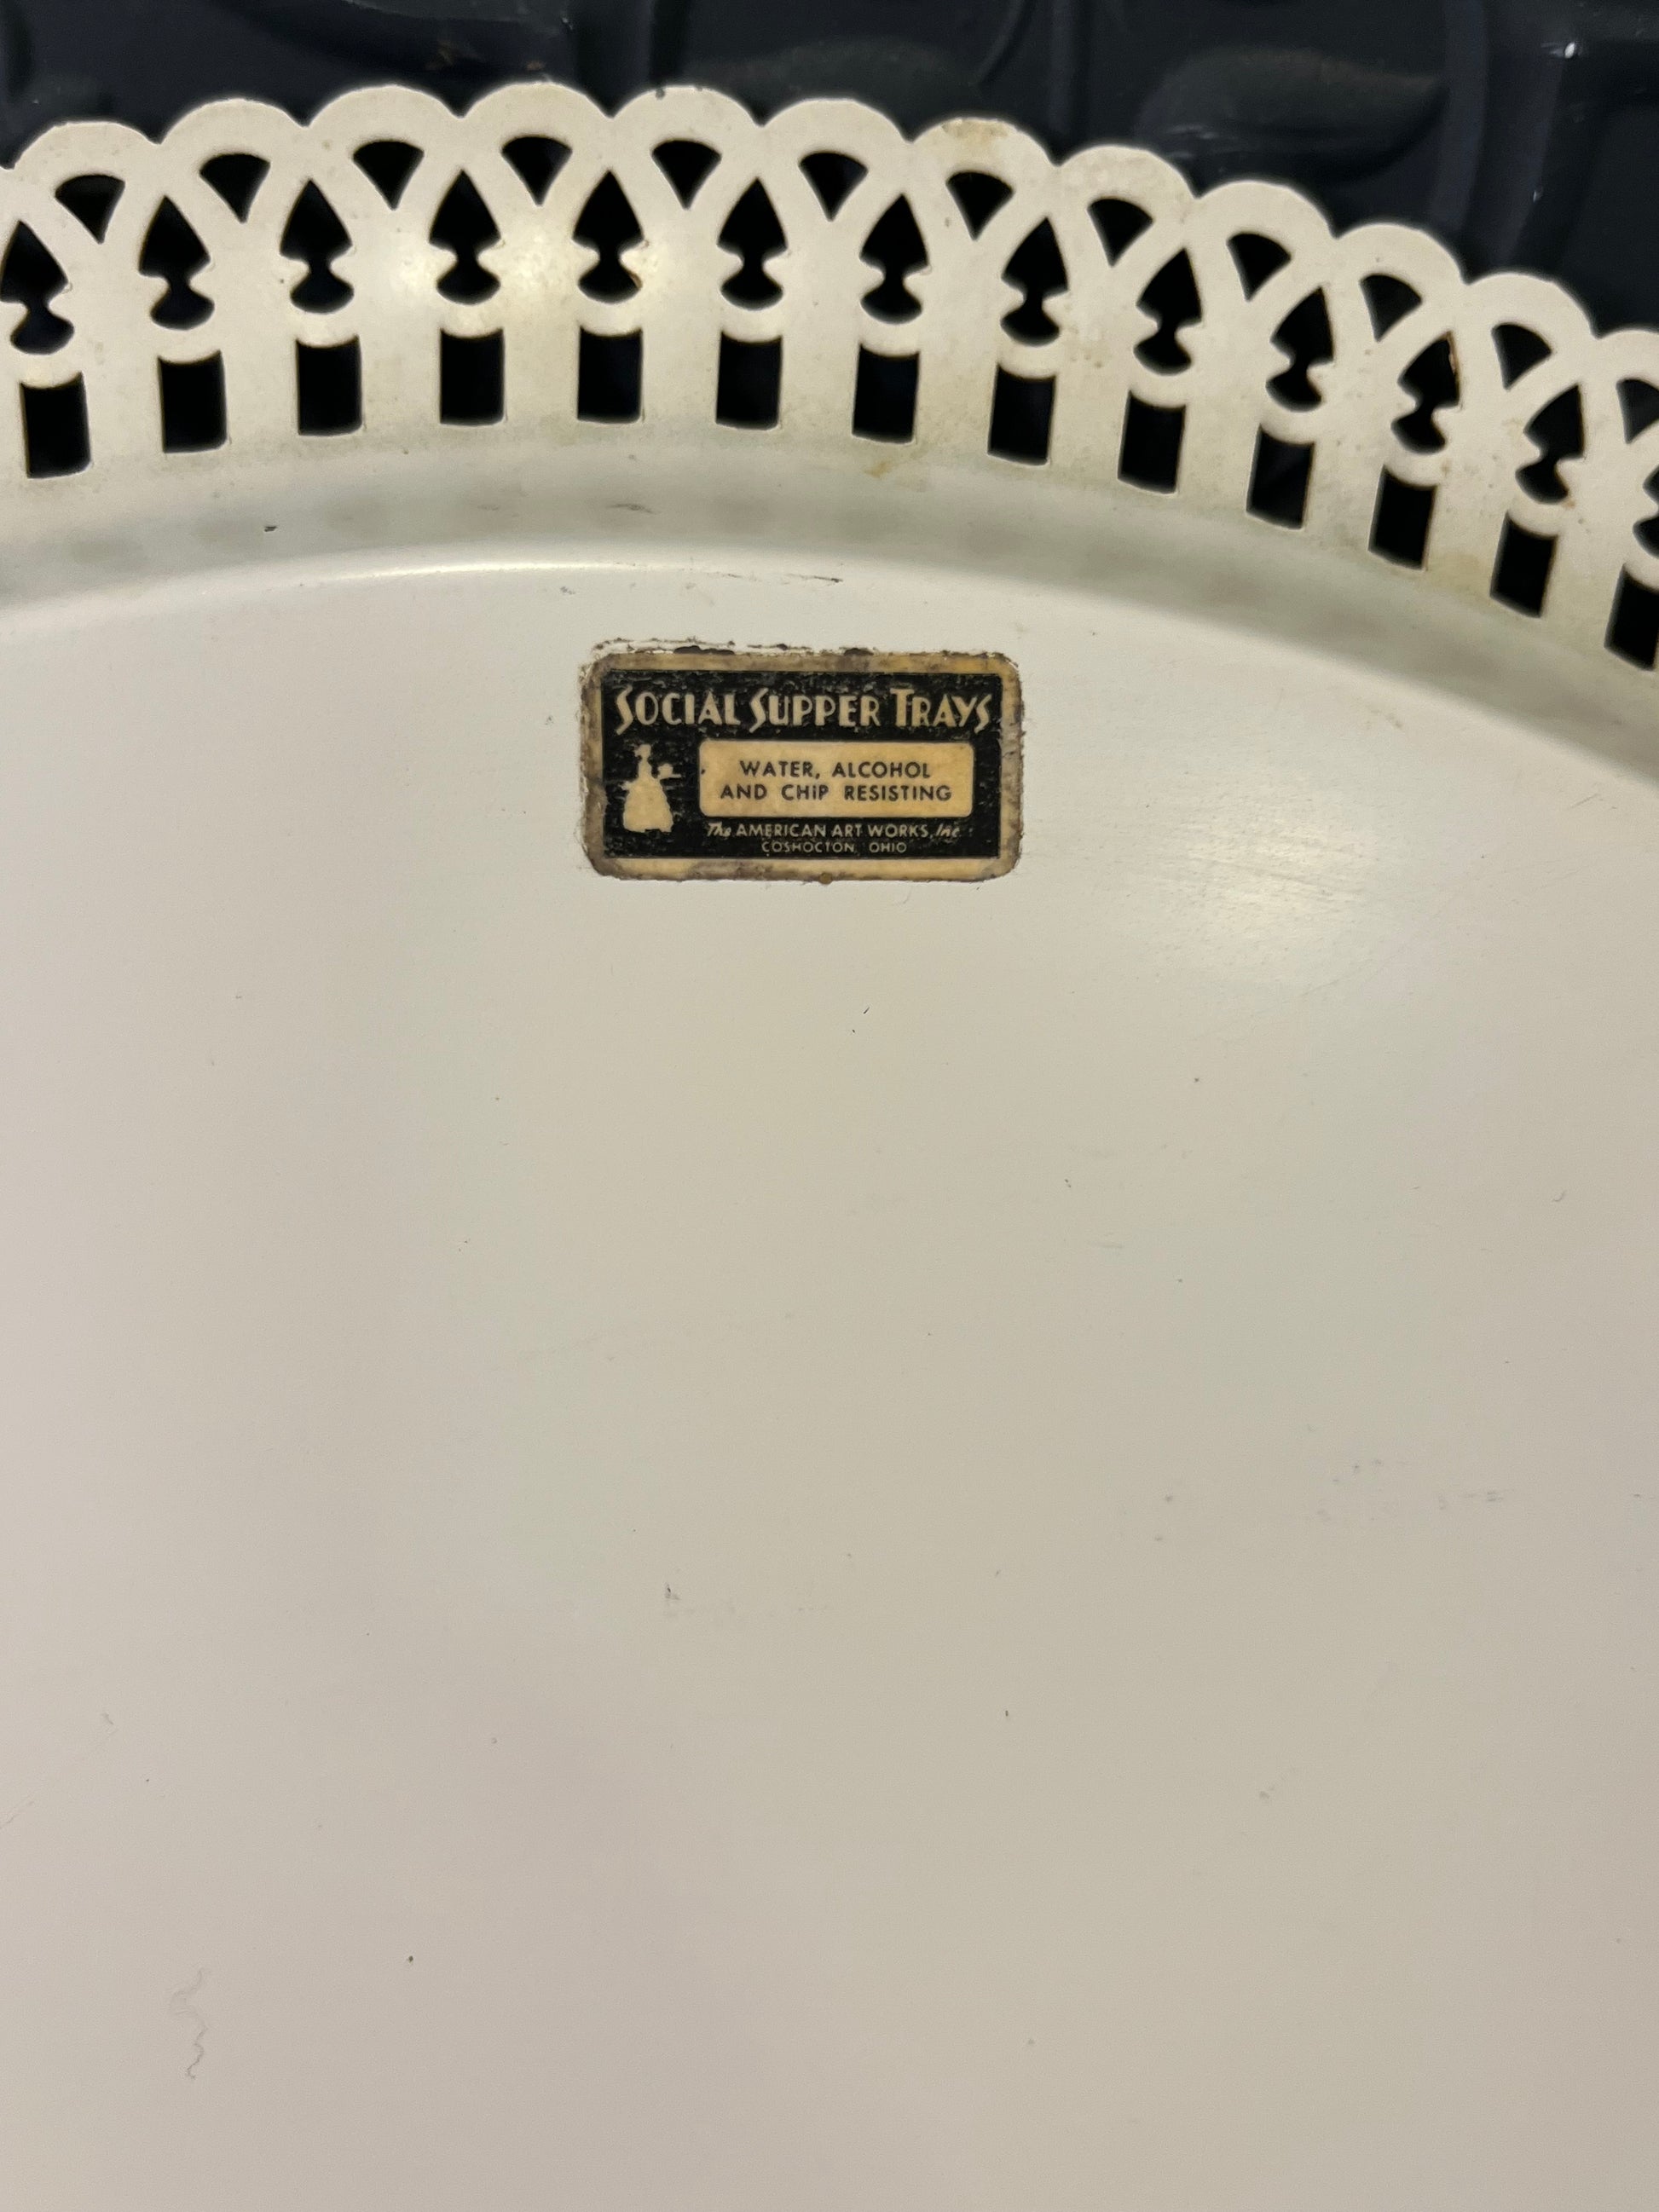 SOCIAL SUPPER TRAYS
WATER, ALCOHOL
AND CHiP RESISTING
The AMERICAN ART WORKS, Inc.
COSHOCTON, OHIO